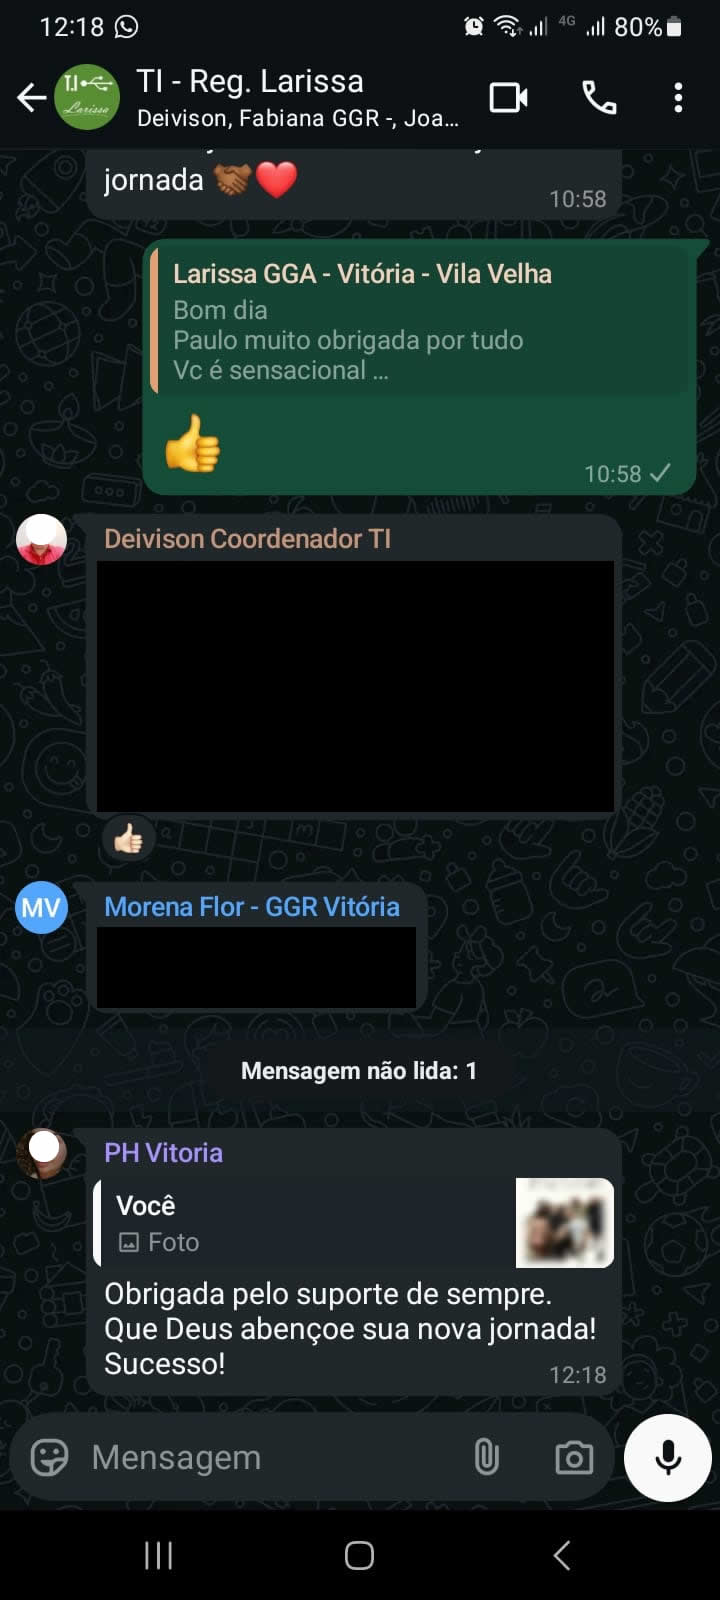 12:18
4G
80%
TI - Reg. Larissa
Deivison, Fabiana GGR -, Joa...
T.I
Larissa
jornada
10:58
Larissa GGA - Vitória - Vila Velha
Bom dia
Paulo muito obrigada por tudo
Vc é sensacional ...
10:58
Deivison Coordenador TI
MV
Morena Flor - GGR Vitória
Mensagem não lida: 1
PH Vitoria
Você
Foto
Obrigada pelo suporte de sempre.
Que Deus abençoe sua nova jornada!
Sucesso!
12:18
Mensagem